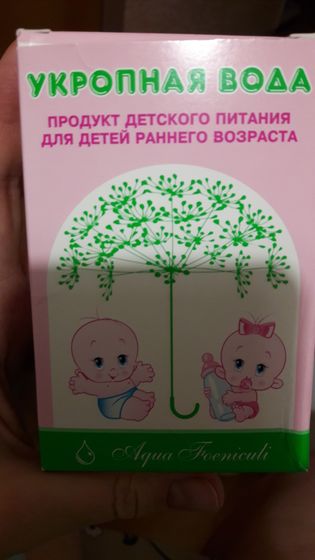 УКРОПНАЯ ВОДА
ПРОДУКТ ДЕТСКОГО ПИТАНИЯ
ДЛЯ ДЕТЕЙ РАННЕГО ВОЗРАСТА
Aqua Foeniculi